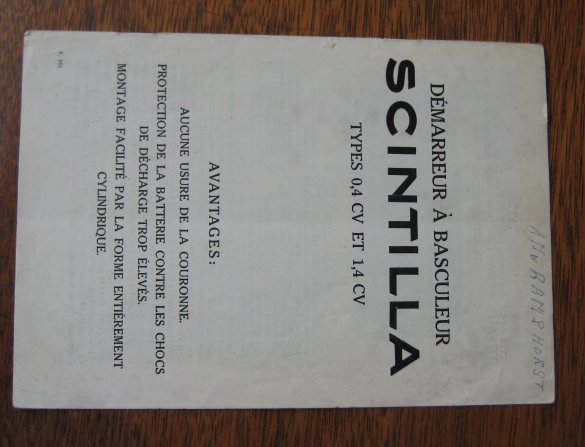 DÉMARREUR À BASCULEUR
SCINTILLA
TYPES 0,4 CV ET 1,4 CV
AVANTAGES:
AUCUNE USURE DE LA COURONNE.
PROTECTION DE LA BATTERIE CONTRE LES CHOCS
DE DÉCHARGE TROP ÉLEVÉS.
MONTAGE FACILITÉ PAR LA FORME ENTIÈREMENT
CYLINDRIQUE.